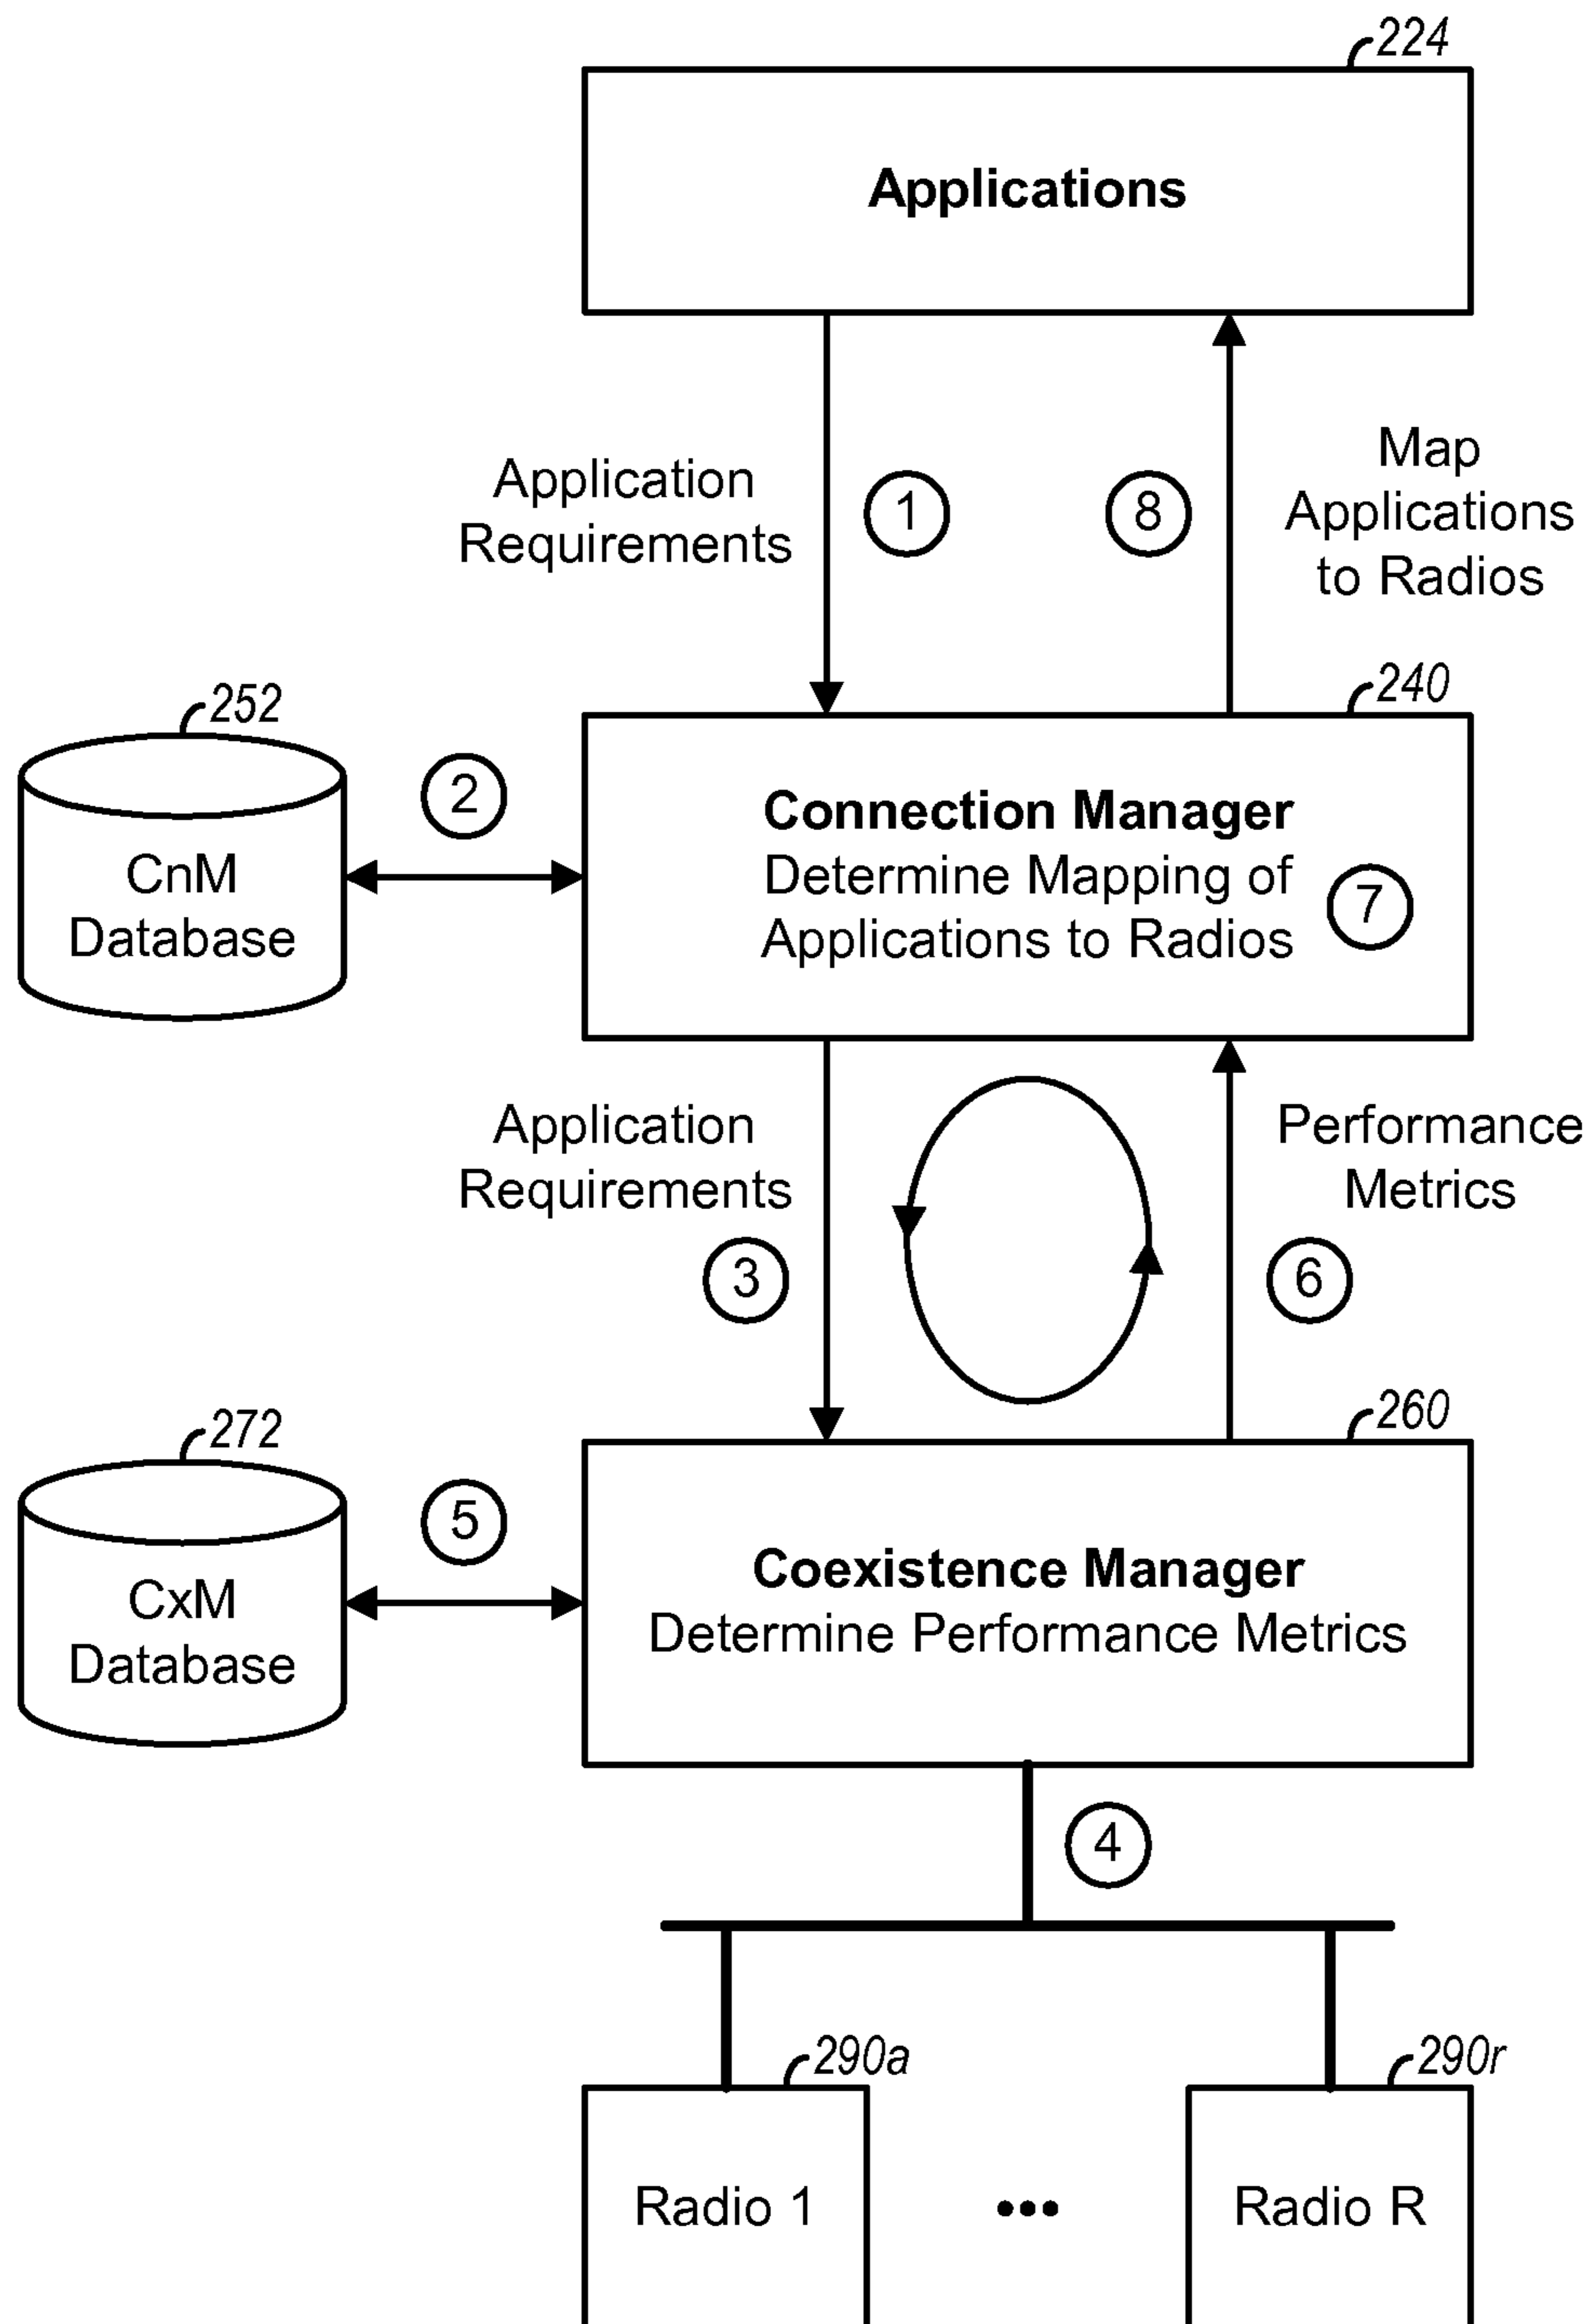 224
Applications
Application
Requirements
1
8
Map
Applications
to Radios
240
252
2
CnM
Database
Connection Manager
Determine Mapping of
Applications to Radios
7
Application
Requirements
3
Performance
Metrics
6
260
272
5
CxM
Database
Coexistence Manager
Determine Performance Metrics
4
290a
290r
Radio 1
•••
Radio R